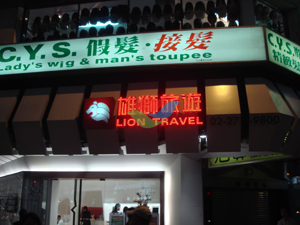 C.Y.S. 假髮·接髮
Lady's wig & man's toupee
C.Y.S.
雄獅旅遊
LION TRAVEL